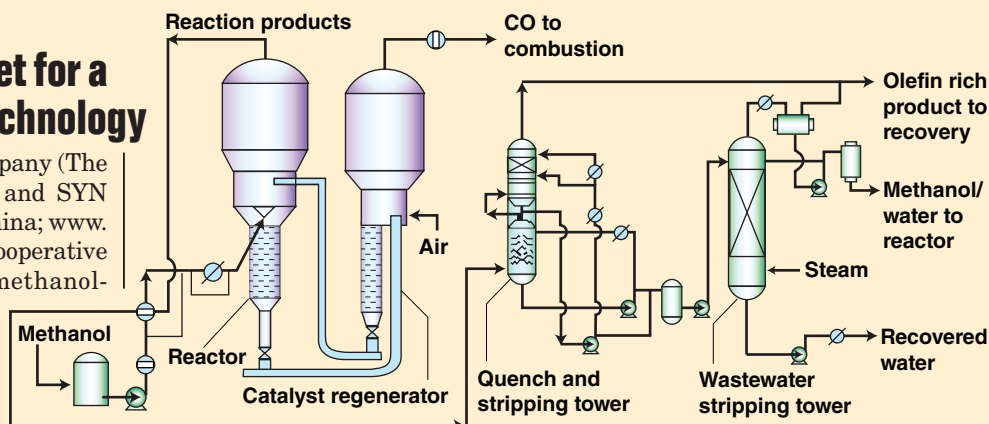 et for a
chnology
pany (The
and SYN
ina; www.
ooperative
methanol-
Reaction products
CO to
combustion
Olefin rich
product to
recovery
Methanol/
water to
reactor
Air
Steam
Methanol
Reactor
Catalyst regenerator
Quench and
stripping tower
Wastewater
stripping tower
Recovered
water